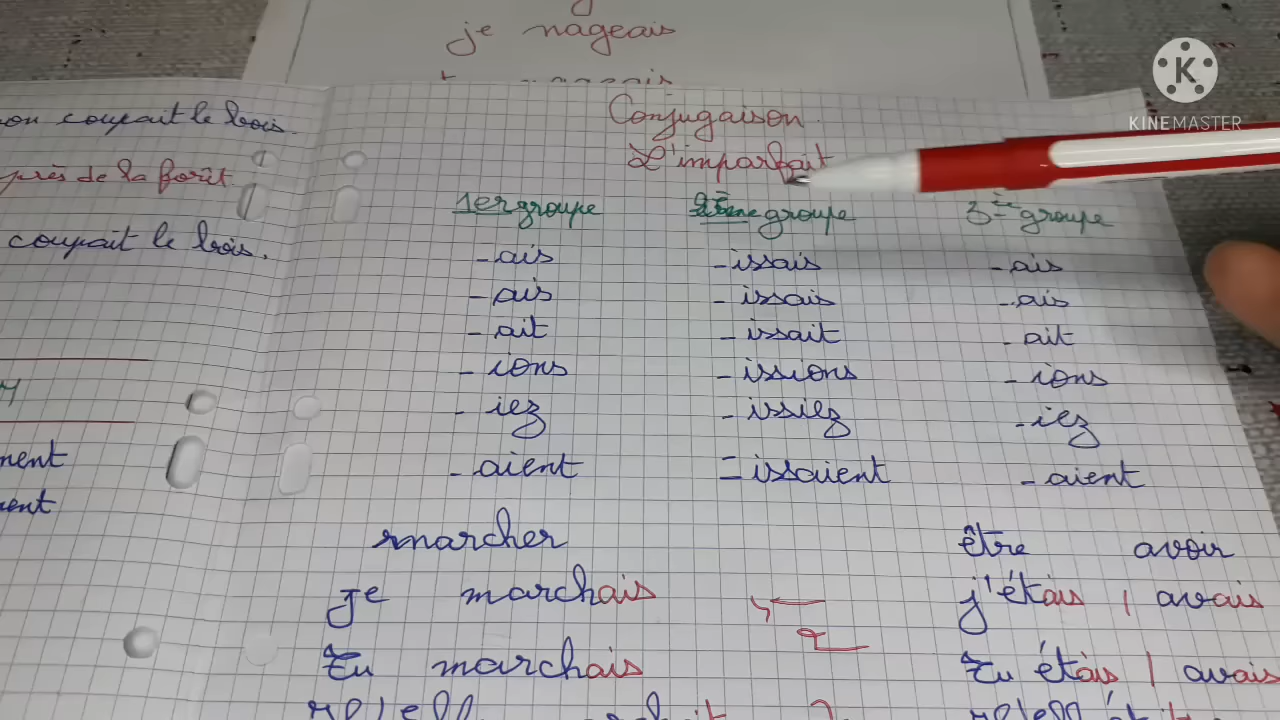 je nageais
Conjugaison
L'imparfait
on coupait le bois.
près de la forêt.
coupait le bois.
1er groupe 2ème groupe 3è groupe
- ais - issais - ais
- ais - issais - ais
- ait - issait - ait
- ions - issions - ions
- iez - issiez - iez
- aient - issaient - aient
marcher être avoir
je marchais j'étais / avais
Tu marchais Tu étais / avais
KINEMASTER